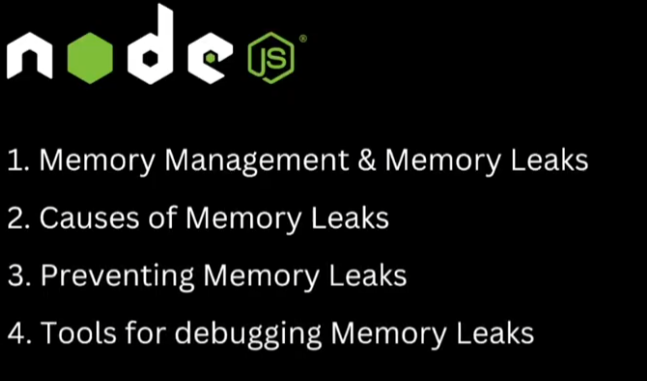 node JS ®
1. Memory Management & Memory Leaks
2. Causes of Memory Leaks
3. Preventing Memory Leaks
4. Tools for debugging Memory Leaks